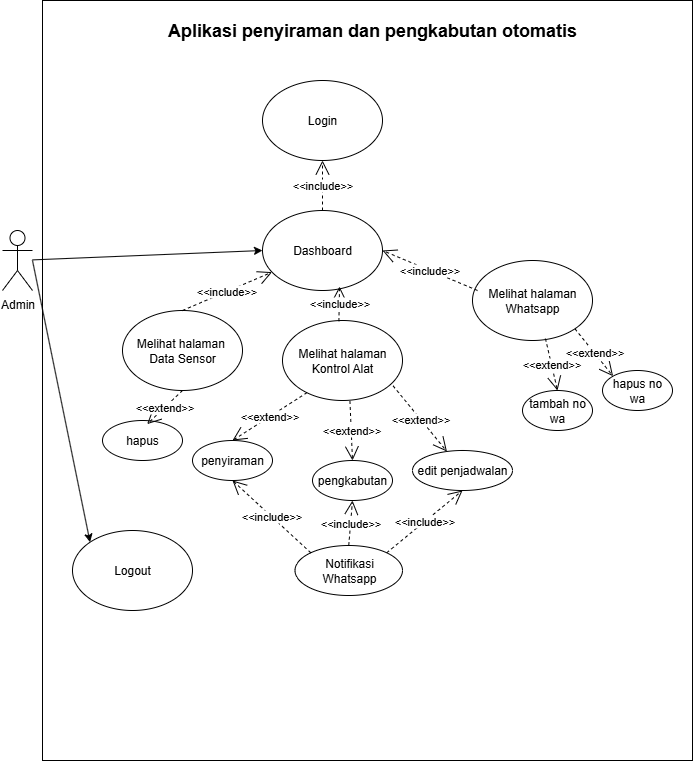 Aplikasi penyiraman dan pengkabutan otomatis
Login
<<include>>
Dashboard
Admin
<<include>>
<<include>>
<<include>>
Melihat halaman
Whatsapp
Melihat halaman
Data Sensor
Melihat halaman
Kontrol Alat
<<extend>>
<<extend>>
hapus no
wa
tambah no
wa
<<extend>>
hapus
<<extend>>
<<extend>>
<<extend>>
penyiraman
pengkabutan
edit penjadwalan
<<include>>
<<include>>
<<include>>
Notifikasi
Whatsapp
Logout